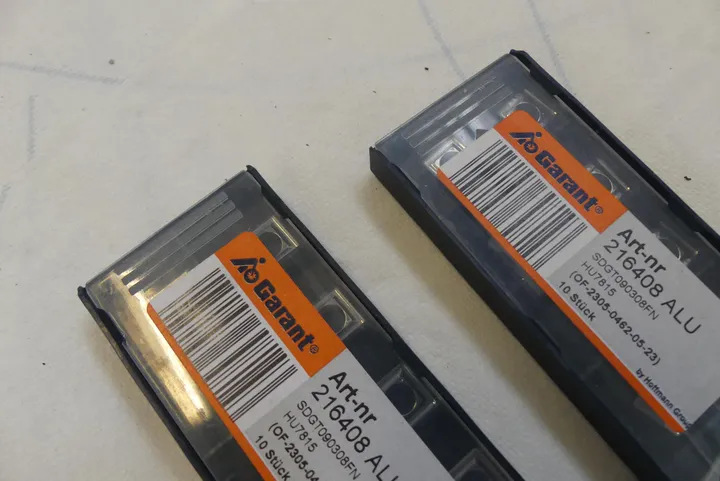 Garant®
Art-nr
216408 ALU
SDGT090308FN
HU7815
(OF-2305-04
10 Stück
Garant®
Art-nr
216408 ALU
SDGT090308FN
HU7815
(OF-2305-0462-05-23)
10 Stück
by Hoffmann Group